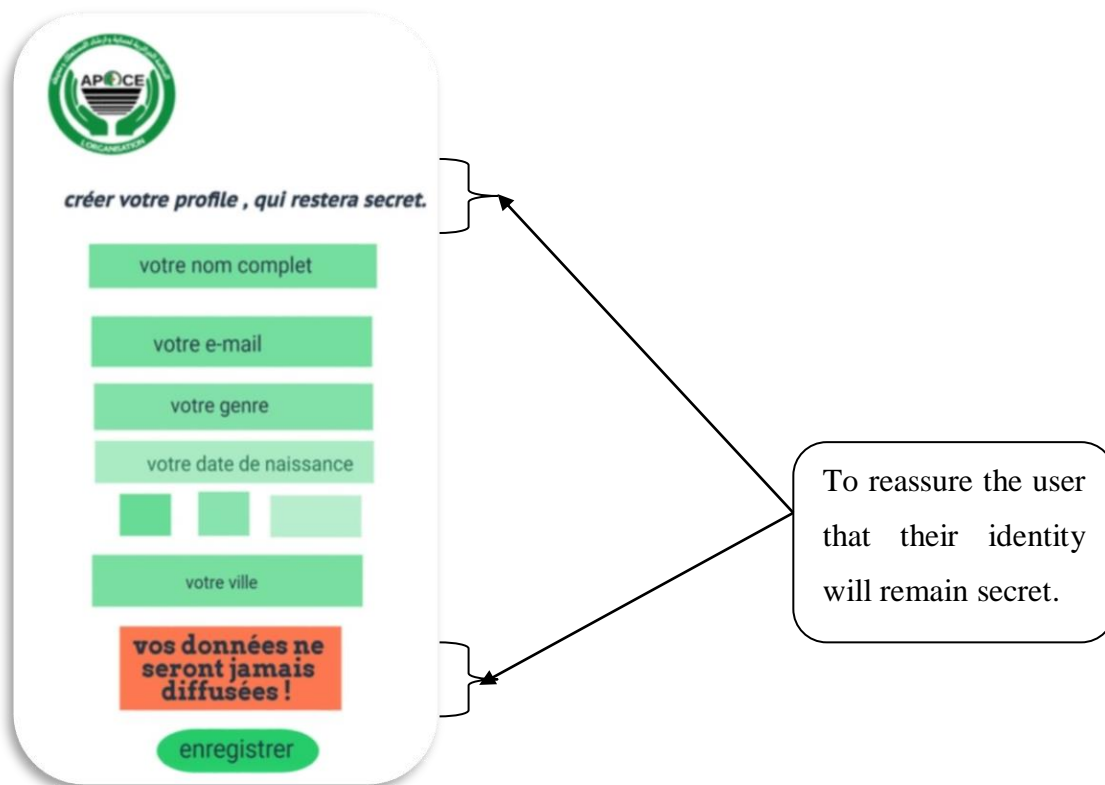 APOCE
L'ORGANISATION
créer votre profile , qui restera secret.
votre nom complet
votre e-mail
votre genre
votre date de naissance
votre ville
vos données ne
seront jamais
diffusées !
enregistrer
To reassure the user
that their identity
will remain secret.